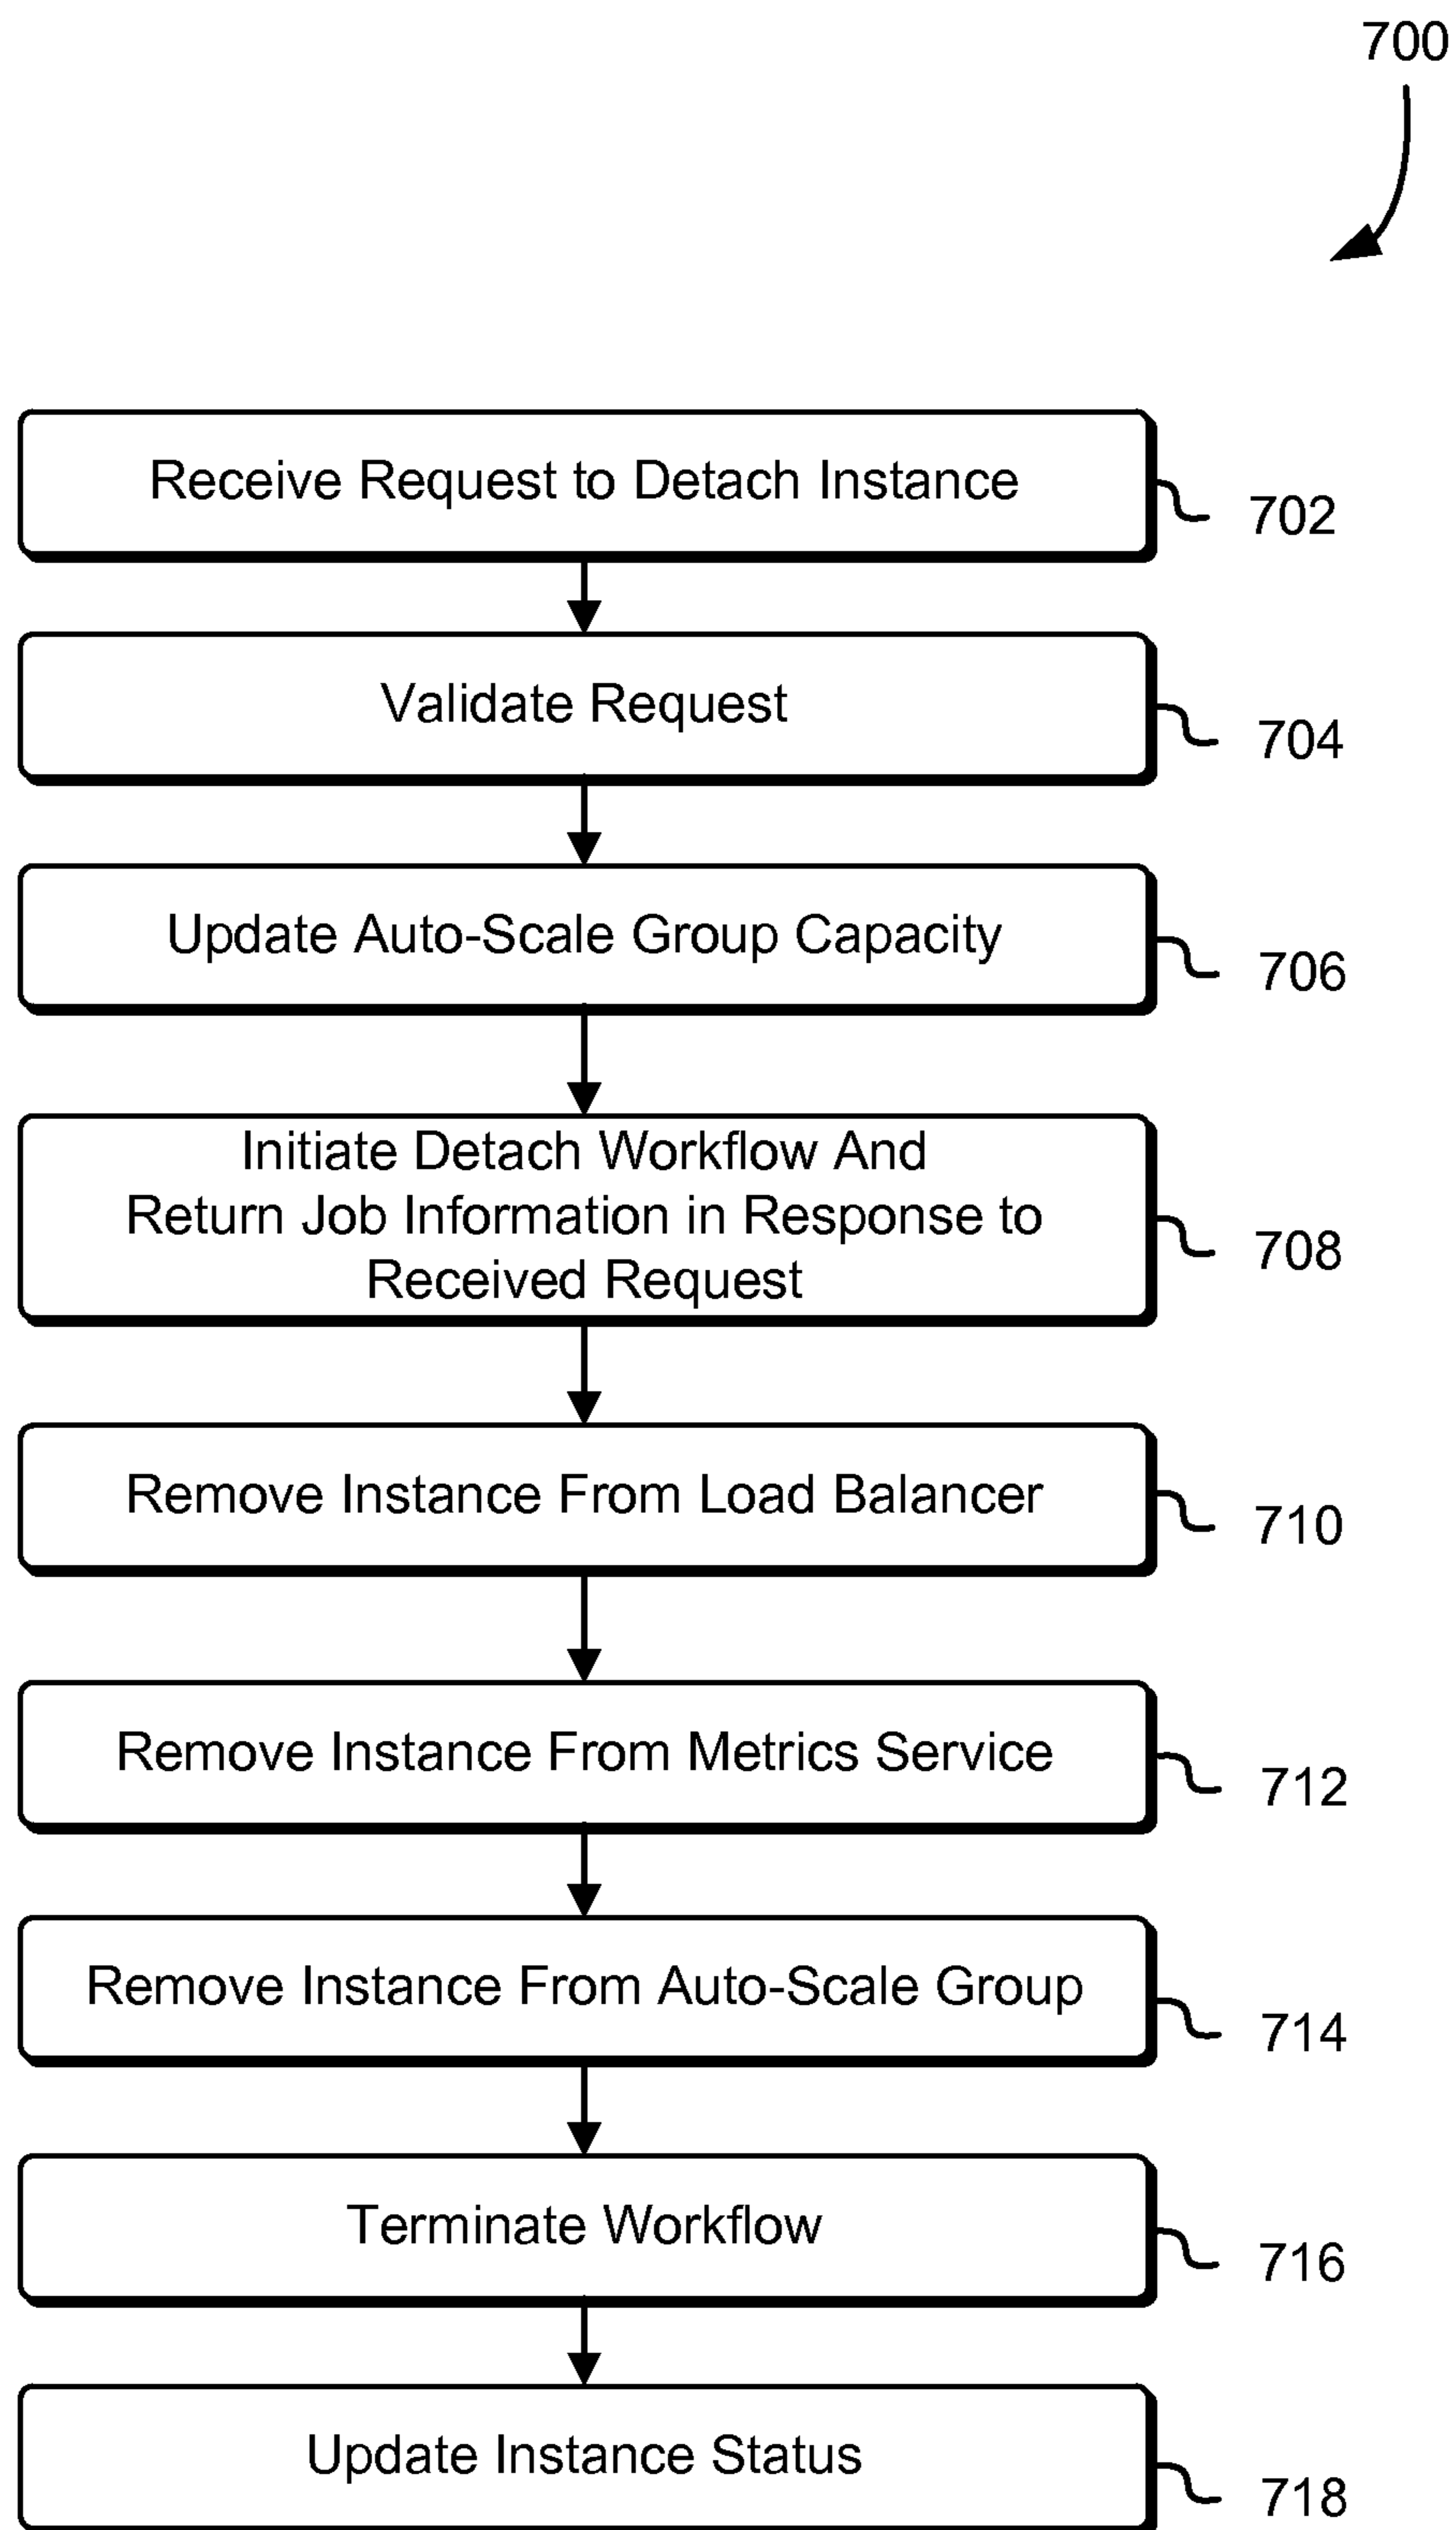 700
Receive Request to Detach Instance
702
Validate Request
704
Update Auto-Scale Group Capacity
706
Initiate Detach Workflow And
Return Job Information in Response to
Received Request
708
Remove Instance From Load Balancer
710
Remove Instance From Metrics Service
712
Remove Instance From Auto-Scale Group
714
Terminate Workflow
716
Update Instance Status
718